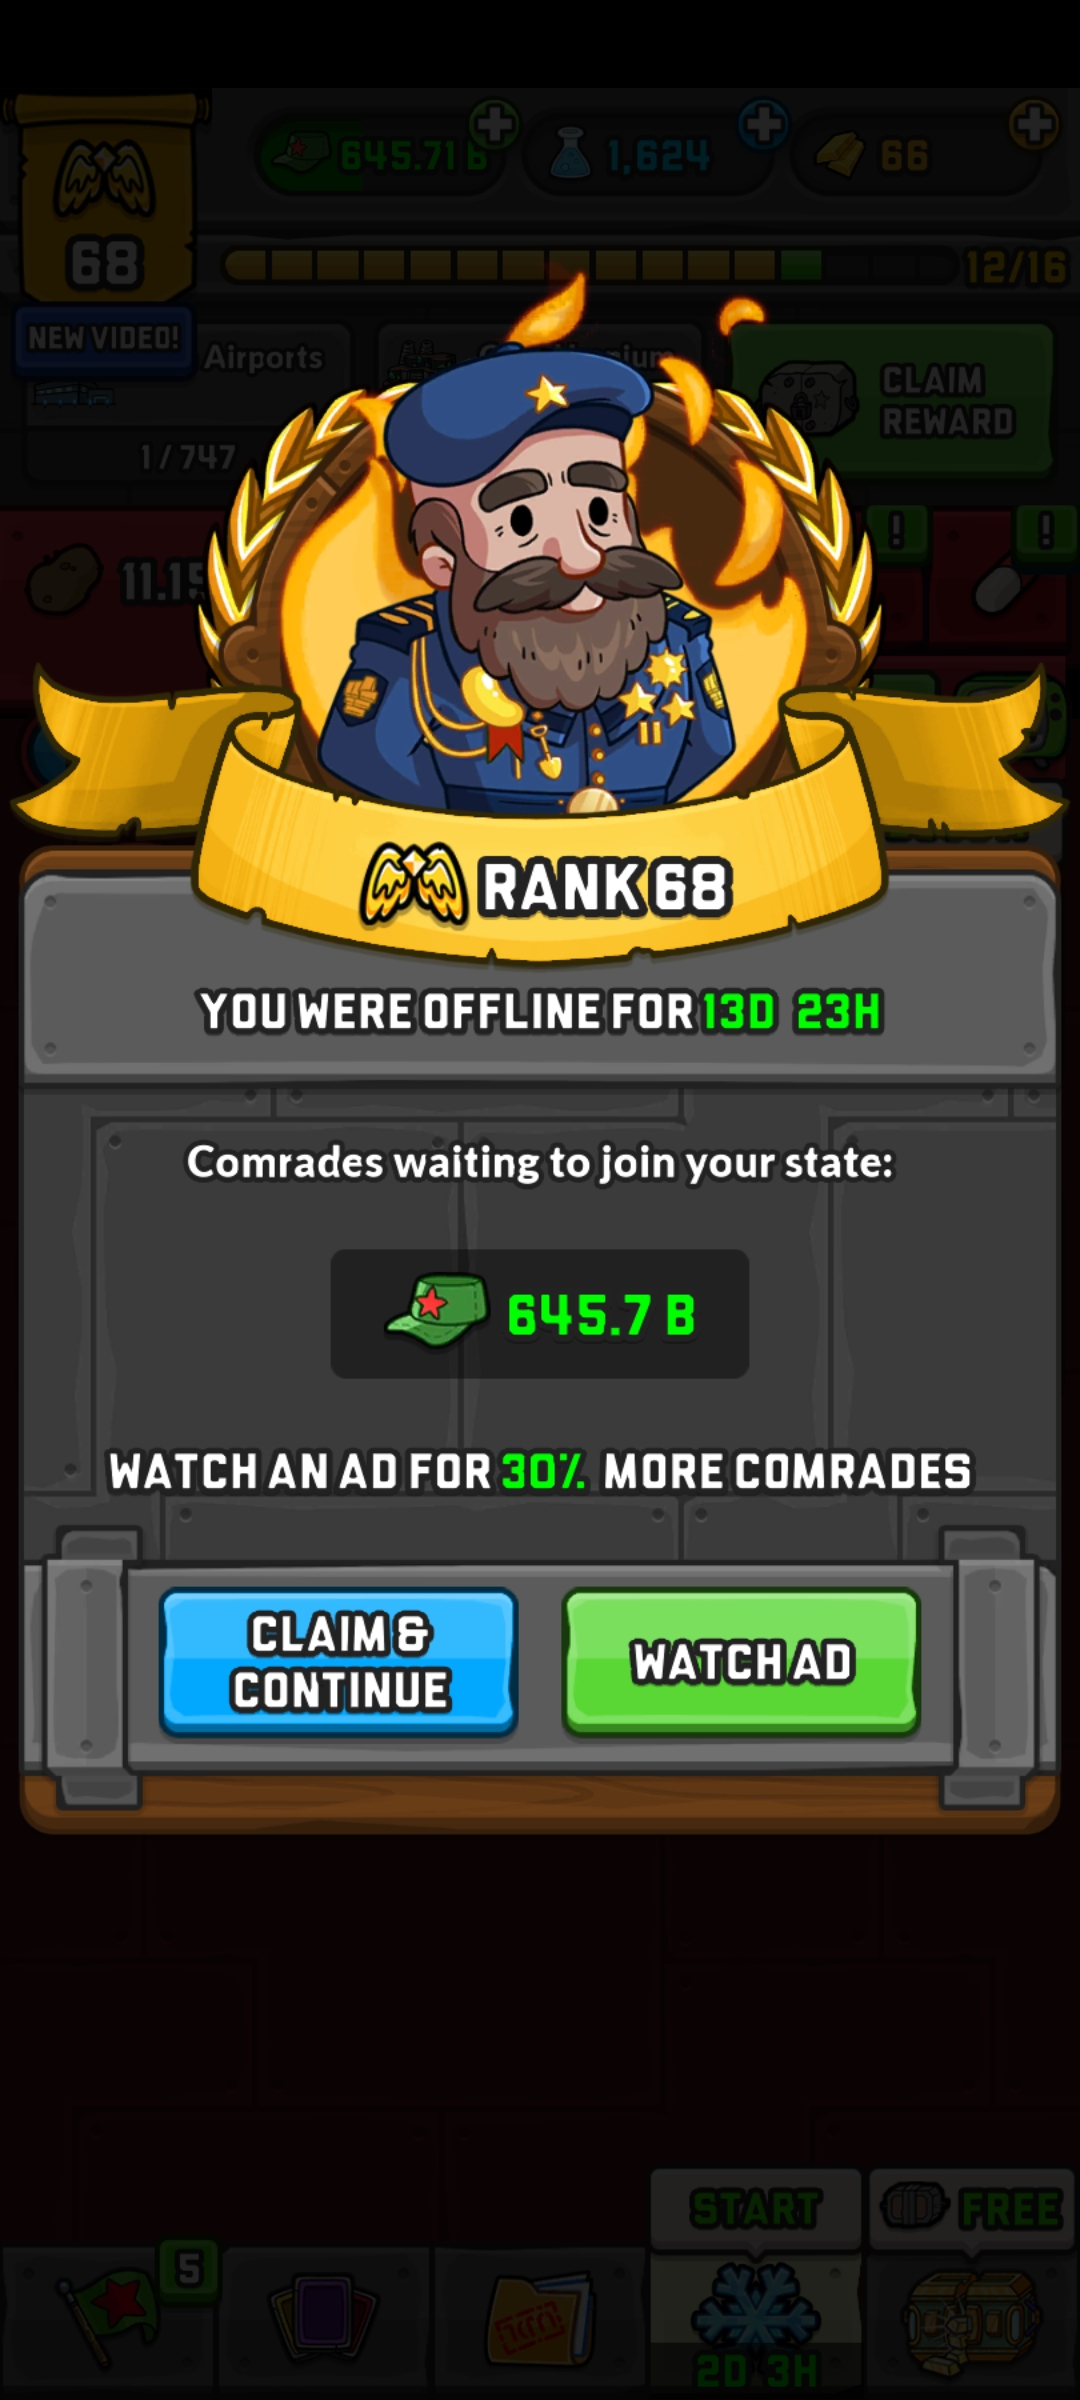 645.71 B
1,624
66
68
12/16
NEW VIDEO!
Airports
CLAIM
REWARD
1/747
11.15
!
!
RANK 68
YOU WERE OFFLINE FOR 13D 23H
Comrades waiting to join your state:
645.7 B
WATCH AN AD FOR 30% MORE COMRADES
CLAIM &
CONTINUE
WATCH AD
START
FREE
5
2D 3H